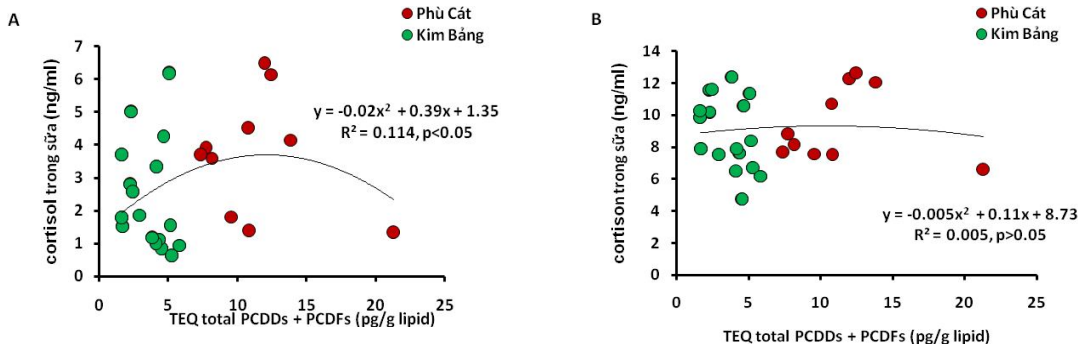 A
Phù Cát
Kim Bảng
7
6
5
4
3
2
1
0
cortisol trong sữa (ng/ml)
y = -0.02x² + 0.39x + 1.35
R² = 0.114, p<0.05
0 5 10 15 20 25
TEQ total PCDDs + PCDFs (pg/g lipid)
B
Phù Cát
Kim Bảng
14
12
10
8
6
4
2
0
cortison trong sữa (ng/ml)
y = -0.005x² + 0.11x + 8.73
R² = 0.005, p>0.05
0 5 10 15 20 25
TEQ total PCDDs + PCDFs (pg/g lipid)